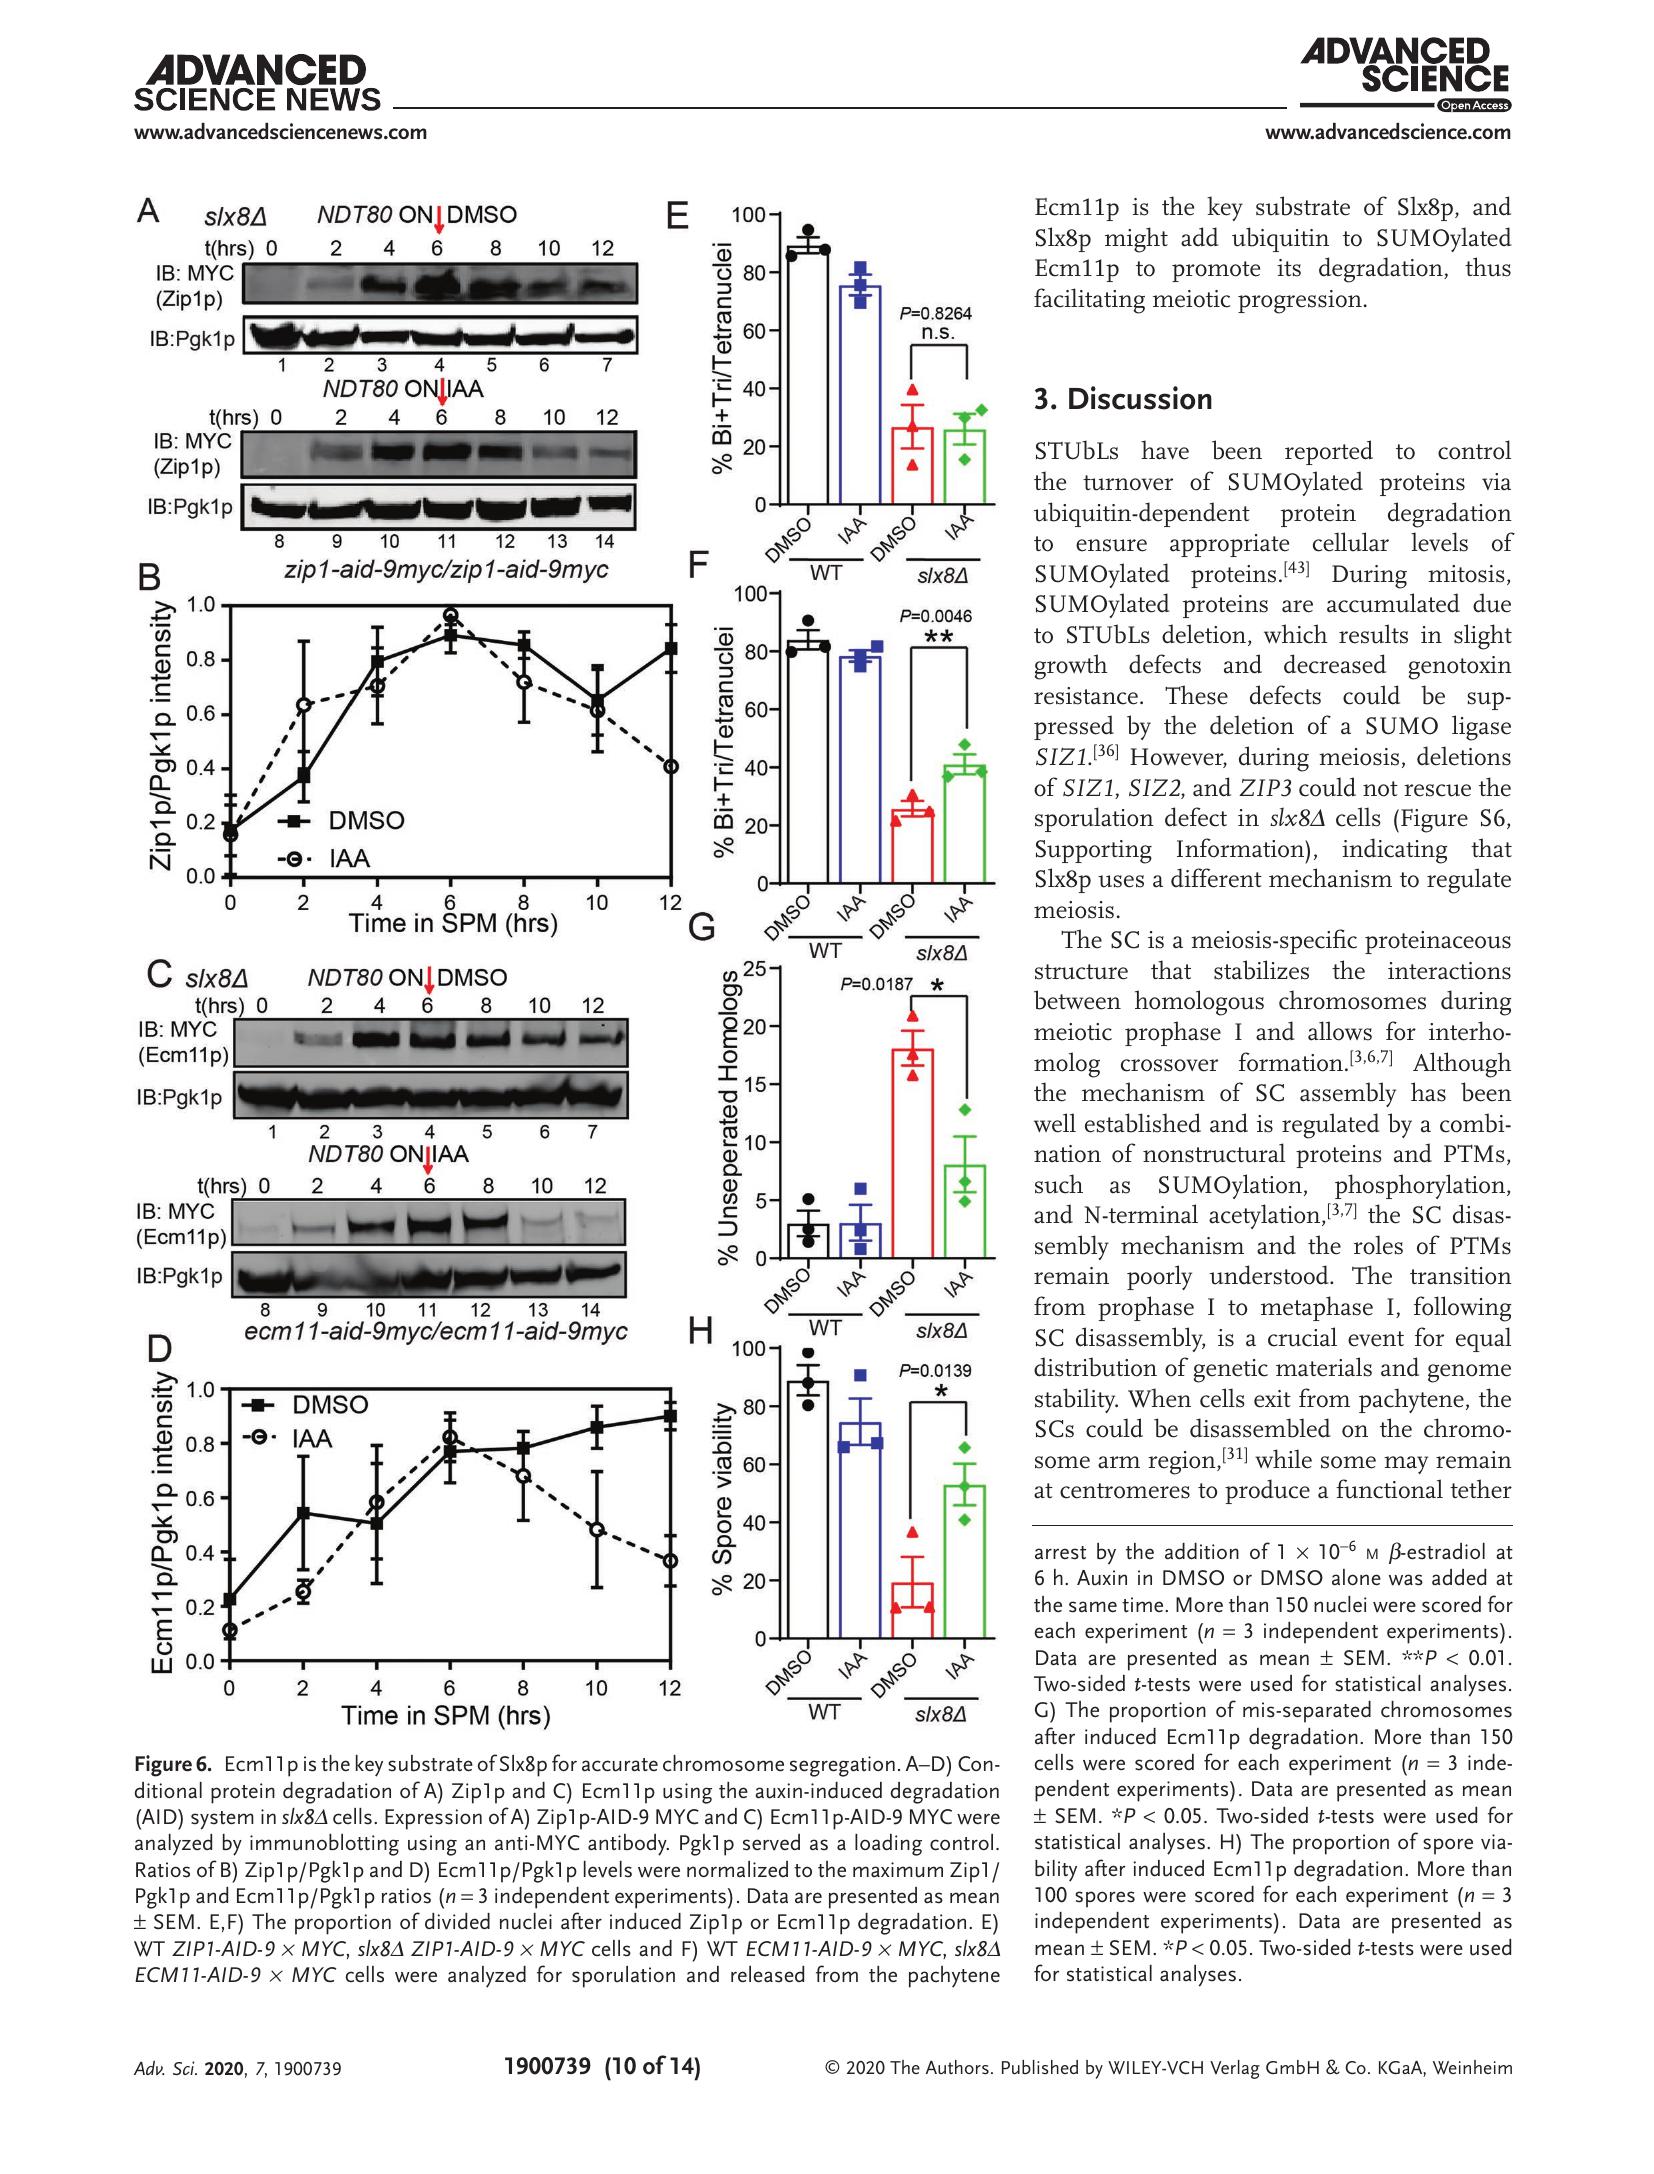 ADVANCED
SCIENCE NEWS
www.advancedsciencenews.com
ADVANCED
SCIENCE
Open Access
www.advancedscience.com
A
slx8Δ
NDT80 ON DMSO
t(hrs) 0 2 4 6 8 10 12
IB: MYC
(Zip1p)
IB:Pgk1p
1 2 3 4 5 6 7
NDT80 ON IAA
t(hrs) 0 2 4 6 8 10 12
IB: MYC
(Zip1p)
IB:Pgk1p
8 9 10 11 12 13 14
zip1-aid-9myc/zip1-aid-9myc
B
Zip1p/Pgk1p intensity
1.0
0.8
0.6
0.4
0.2
0.0
DMSO
IAA
0 2 4 6 8 10 12
Time in SPM (hrs)
C
slx8Δ
NDT80 ON DMSO
t(hrs) 0 2 4 6 8 10 12
IB: MYC
(Ecm11p)
IB:Pgk1p
1 2 3 4 5 6 7
NDT80 ON IAA
t(hrs) 0 2 4 6 8 10 12
IB: MYC
(Ecm11p)
IB:Pgk1p
8 9 10 11 12 13 14
ecm11-aid-9myc/ecm11-aid-9myc
D
Ecm11p/Pgk1p intensity
1.0
0.8
0.6
0.4
0.2
0.0
DMSO
IAA
0 2 4 6 8 10 12
Time in SPM (hrs)
E
% Bi+Tri/Tetranuclei
100
80
60
40
20
0
P=0.8264
n.s.
DMSO IAA DMSO IAA
WT slx8Δ
F
% Bi+Tri/Tetranuclei
100
80
60
40
20
0
P=0.0046
**
DMSO IAA DMSO IAA
WT slx8Δ
G
% Unseperated Homologs
25
20
15
10
5
0
P=0.0187 *
DMSO IAA DMSO IAA
WT slx8Δ
H
% Spore viability
100
80
60
40
20
0
P=0.0139
*
DMSO IAA DMSO IAA
WT slx8Δ
Figure 6. Ecm11p is the key substrate of Slx8p for accurate chromosome segregation. A–D) Con-
ditional protein degradation of A) Zip1p and C) Ecm11p using the auxin-induced degradation
(AID) system in slx8Δ cells. Expression of A) Zip1p-AID-9 MYC and C) Ecm11p-AID-9 MYC were
analyzed by immunoblotting using an anti-MYC antibody. Pgk1p served as a loading control.
Ratios of B) Zip1p/Pgk1p and D) Ecm11p/Pgk1p levels were normalized to the maximum Zip1/
Pgk1p and Ecm11p/Pgk1p ratios (n = 3 independent experiments). Data are presented as mean
± SEM. E,F) The proportion of divided nuclei after induced Zip1p or Ecm11p degradation. E)
WT ZIP1-AID-9 × MYC, slx8Δ ZIP1-AID-9 × MYC cells and F) WT ECM11-AID-9 × MYC, slx8Δ
ECM11-AID-9 × MYC cells were analyzed for sporulation and released from the pachytene
Ecm11p is the key substrate of Slx8p, and
Slx8p might add ubiquitin to SUMOylated
Ecm11p to promote its degradation, thus
facilitating meiotic progression.
3. Discussion
STUbLs have been reported to control
the turnover of SUMOylated proteins via
ubiquitin-dependent protein degradation
to ensure appropriate cellular levels of
SUMOylated proteins.[43] During mitosis,
SUMOylated proteins are accumulated due
to STUbLs deletion, which results in slight
growth defects and decreased genotoxin
resistance. These defects could be sup-
pressed by the deletion of a SUMO ligase
SIZ1.[36] However, during meiosis, deletions
of SIZ1, SIZ2, and ZIP3 could not rescue the
sporulation defect in slx8Δ cells (Figure S6,
Supporting Information), indicating that
Slx8p uses a different mechanism to regulate
meiosis.
The SC is a meiosis-specific proteinaceous
structure that stabilizes the interactions
between homologous chromosomes during
meiotic prophase I and allows for interho-
molog crossover formation.[3,6,7] Although
the mechanism of SC assembly has been
well established and is regulated by a combi-
nation of nonstructural proteins and PTMs,
such as SUMOylation, phosphorylation,
and N-terminal acetylation,[3,7] the SC disas-
sembly mechanism and the roles of PTMs
remain poorly understood. The transition
from prophase I to metaphase I, following
SC disassembly, is a crucial event for equal
distribution of genetic materials and genome
stability. When cells exit from pachytene, the
SCs could be disassembled on the chromo-
some arm region,[31] while some may remain
at centromeres to produce a functional tether
arrest by the addition of 1 × 10⁻⁶ M β-estradiol at
6 h. Auxin in DMSO or DMSO alone was added at
the same time. More than 150 nuclei were scored for
each experiment (n = 3 independent experiments).
Data are presented as mean ± SEM. **P < 0.01.
Two-sided t-tests were used for statistical analyses.
G) The proportion of mis-separated chromosomes
after induced Ecm11p degradation. More than 150
cells were scored for each experiment (n = 3 inde-
pendent experiments). Data are presented as mean
± SEM. *P < 0.05. Two-sided t-tests were used for
statistical analyses. H) The proportion of spore via-
bility after induced Ecm11p degradation. More than
100 spores were scored for each experiment (n = 3
independent experiments). Data are presented as
mean ± SEM. *P < 0.05. Two-sided t-tests were used
for statistical analyses.
Adv. Sci. 2020, 7, 1900739
1900739 (10 of 14)
© 2020 The Authors. Published by WILEY-VCH Verlag GmbH & Co. KGaA, Weinheim